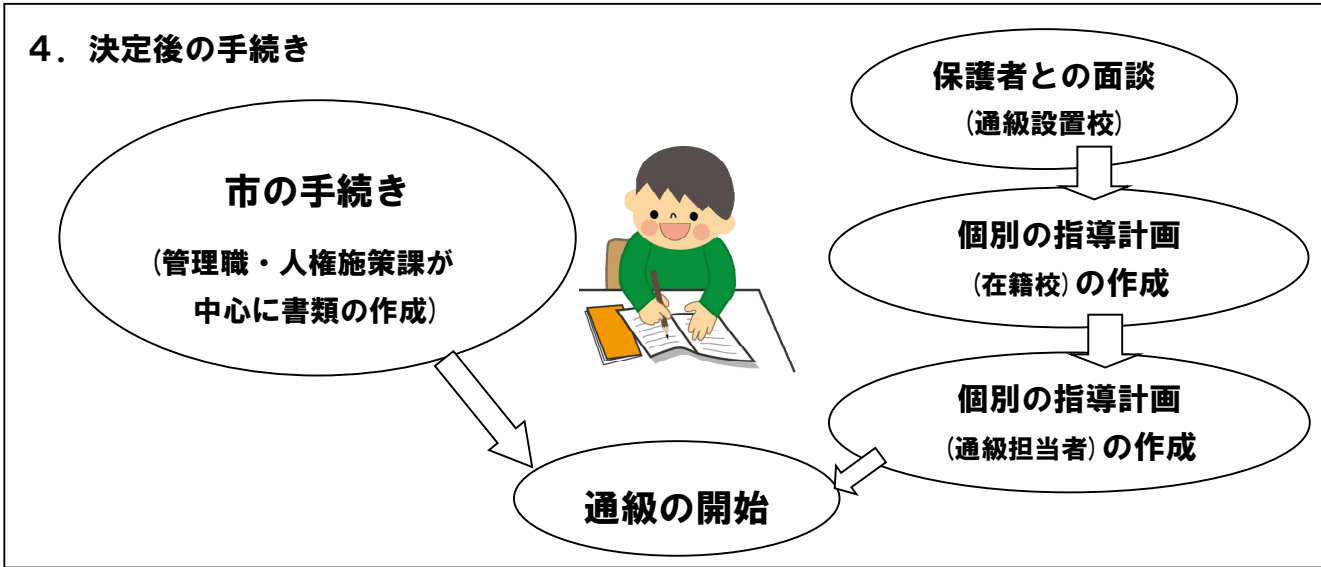 ４．決定後の手続き
市の手続き
（管理職・人権施策課が
中心に書類の作成）
保護者との面談
（通級設置校）
個別の指導計画
（在籍校）の作成
個別の指導計画
（通級担当者）の作成
通級の開始